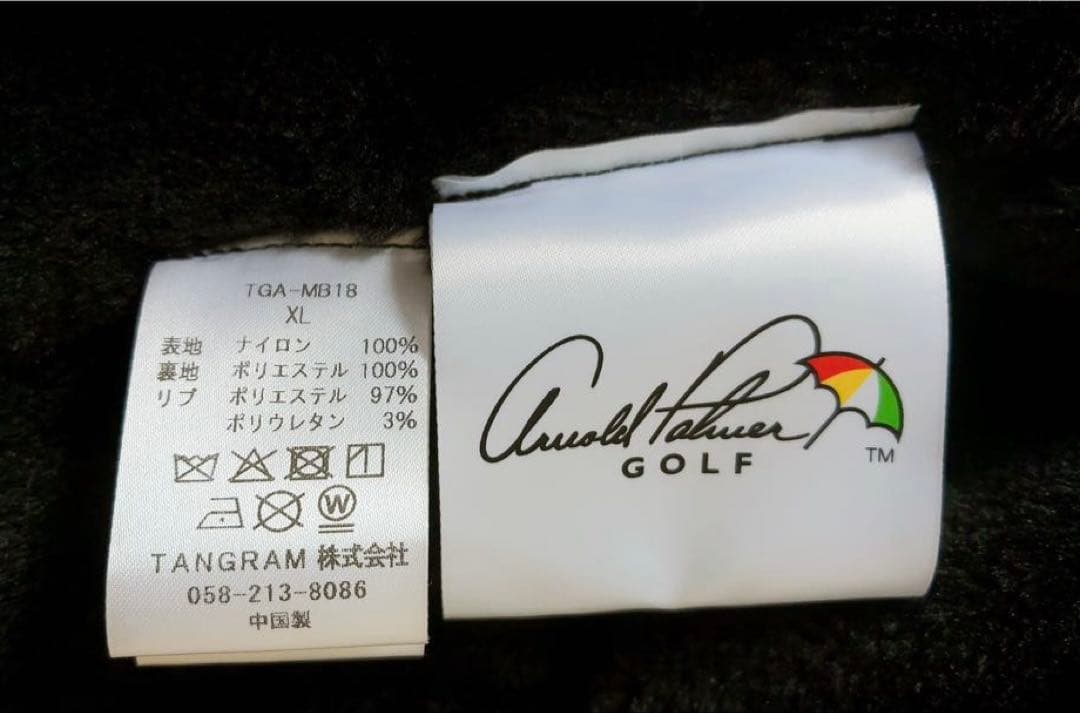 TGA-MB18
XL
表地 ナイロン 100%
裏地 ポリエステル 100%
リブ ポリエステル 97%
ポリウレタン 3%
W
TANGRAM 株式会社
058-213-8086
中国製
Arnold Palmer
GOLF
TM